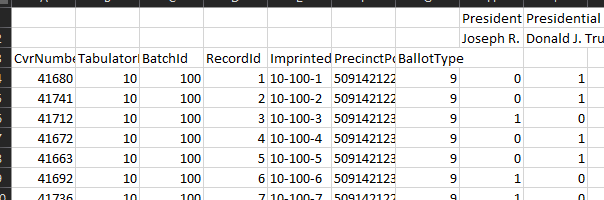 President Presidential
Joseph R. Donald J. Tru
CvrNumbe Tabulator BatchId RecordId Imprinted PrecinctPo BallotType
41680 10 100 1 10-100-1 509142122 9 0 1
41741 10 100 2 10-100-2 509142122 9 0 1
41712 10 100 3 10-100-3 509142123 9 1 0
41672 10 100 4 10-100-4 509142123 9 0 1
41663 10 100 5 10-100-5 509142123 9 0 1
41692 10 100 6 10-100-6 509142123 9 1 0
41736 10 100 7 10-100-7 509142122 9 1 0